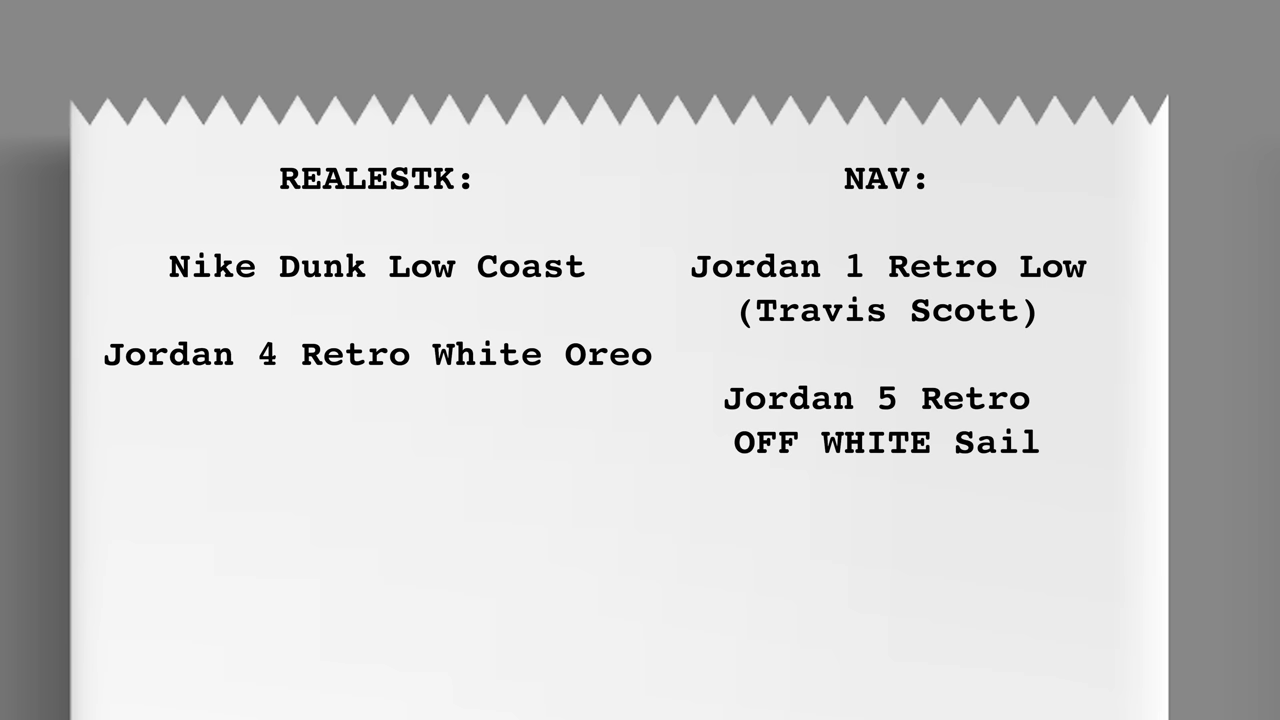 REALESTK:
Nike Dunk Low Coast
Jordan 4 Retro White Oreo
NAV:
Jordan 1 Retro Low
(Travis Scott)
Jordan 5 Retro
OFF WHITE Sail